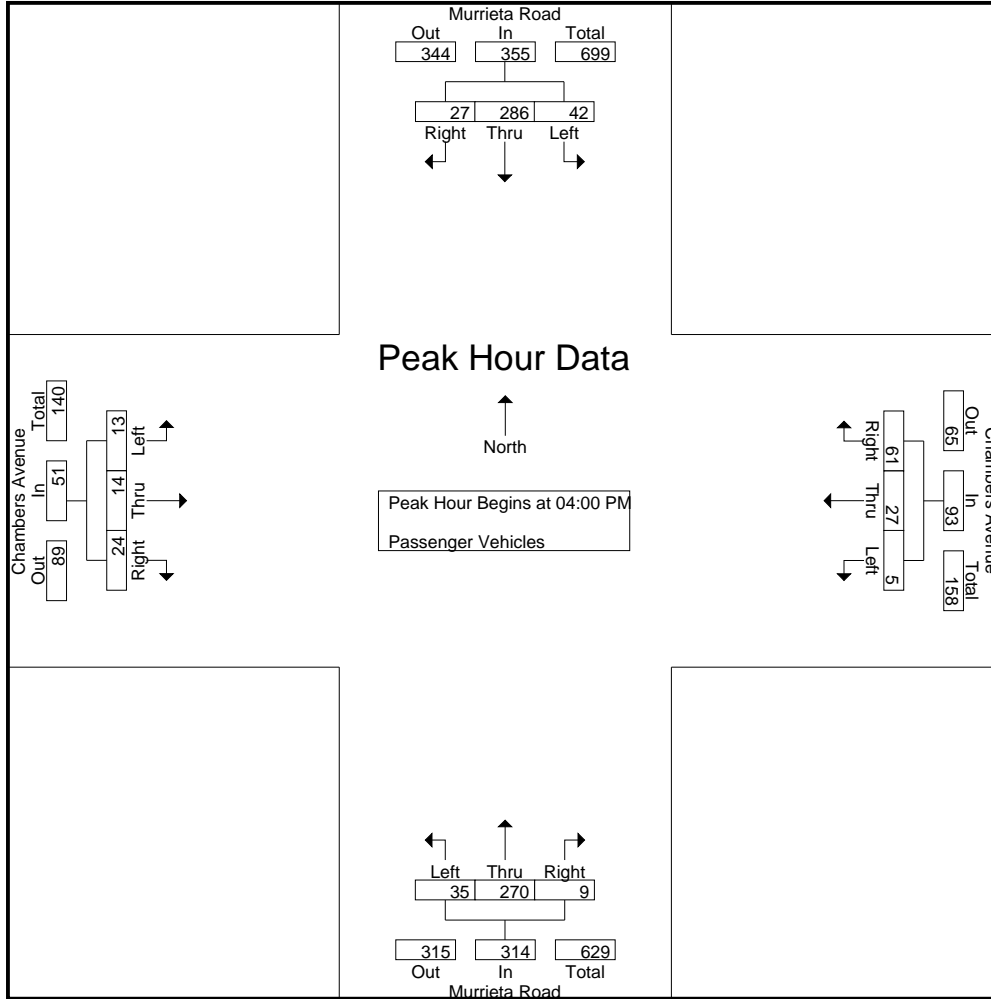 Murrieta Road
Out In Total
344 355 699
27 286 42
Right Thru Left
Peak Hour Data
North
Peak Hour Begins at 04:00 PM
Passenger Vehicles
Chambers Avenue
Out In Total
89 51 140
Left Thru Right
13 14 24
Chambers Avenue
Out In Total
65 93 158
Right Thru Left
61 27 5
Left Thru Right
35 270 9
315 314 629
Out In Total
Murrieta Road